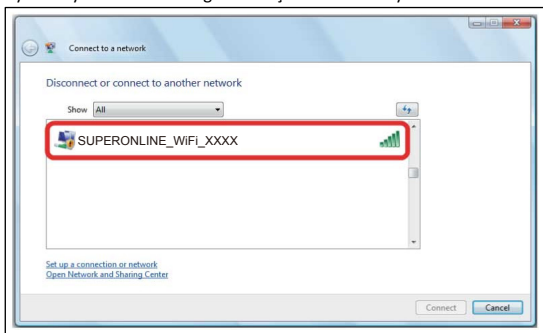 Connect to a network
Disconnect or connect to another network
Show All
SUPERONLINE_WiFi_XXXX
Set up a connection or network
Open Network and Sharing Center
Connect Cancel